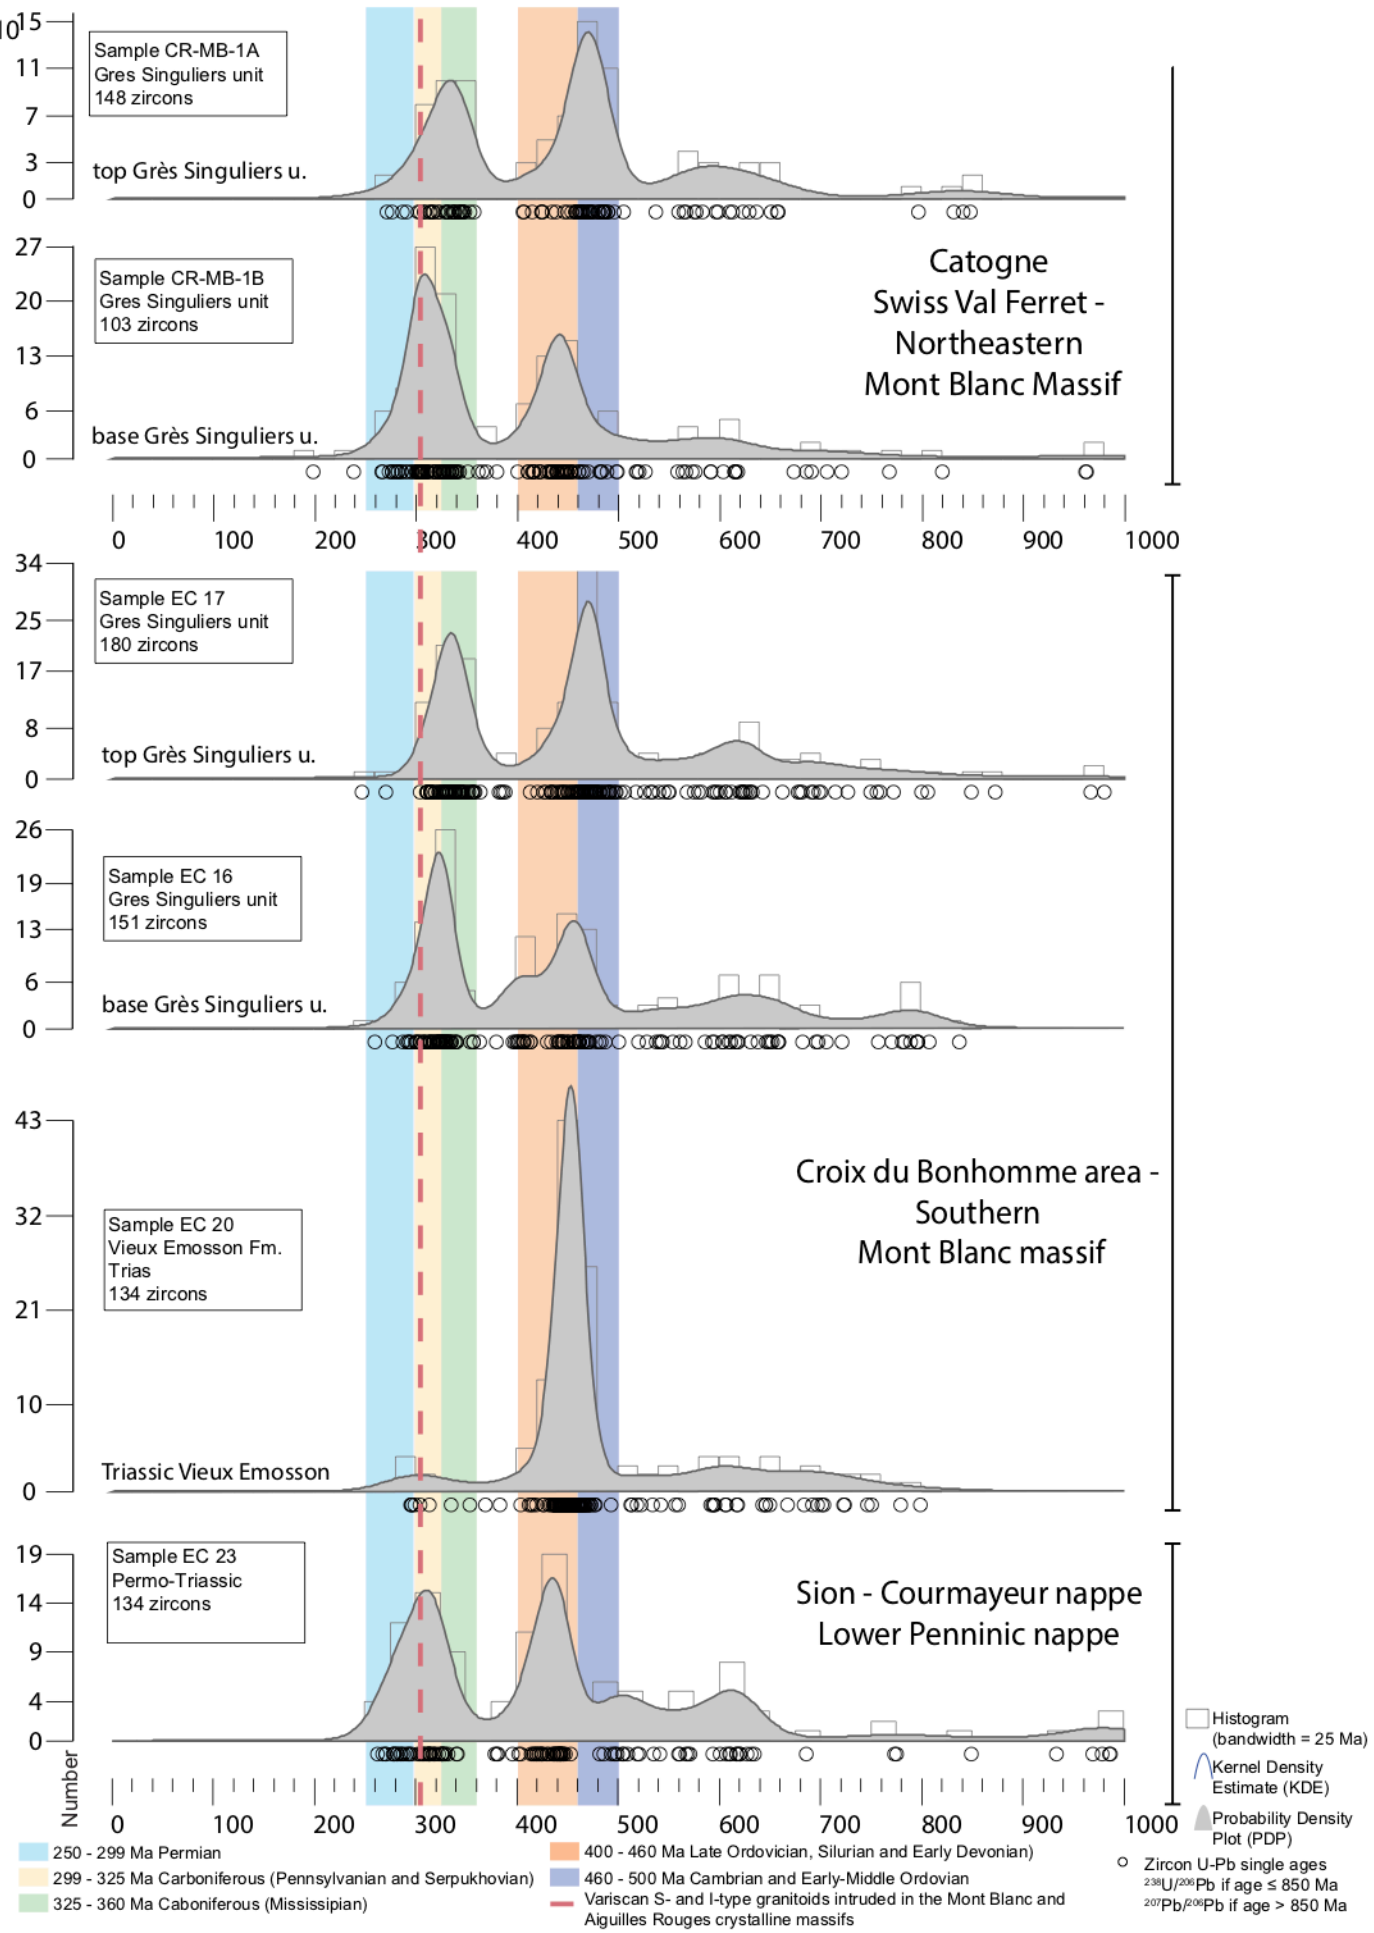 1015
11
7
3
0
Sample CR-MB-1A
Gres Singuliers unit
148 zircons
top Grès Singuliers u.
27
20
13
6
0
Sample CR-MB-1B
Gres Singuliers unit
103 zircons
base Grès Singuliers u.
Catogne
Swiss Val Ferret -
Northeastern
Mont Blanc Massif
0 100 200 300 400 500 600 700 800 900 1000
34
25
17
8
0
Sample EC 17
Gres Singuliers unit
180 zircons
top Grès Singuliers u.
26
19
13
6
0
Sample EC 16
Gres Singuliers unit
151 zircons
base Grès Singuliers u.
43
32
21
10
0
Sample EC 20
Vieux Emosson Fm.
Trias
134 zircons
Triassic Vieux Emosson
Croix du Bonhomme area -
Southern
Mont Blanc massif
19
14
9
4
0
Sample EC 23
Permo-Triassic
134 zircons
Sion - Courmayeur nappe
Lower Penninic nappe
Number
0 100 200 300 400 500 600 700 800 900 1000
Histogram
(bandwidth = 25 Ma)
Kernel Density
Estimate (KDE)
Probability Density
Plot (PDP)
Zircon U-Pb single ages
²³⁸U/²⁰⁶Pb if age ≤ 850 Ma
²⁰⁷Pb/²⁰⁶Pb if age > 850 Ma
250 - 299 Ma Permian
299 - 325 Ma Carboniferous (Pennsylvanian and Serpukhovian)
325 - 360 Ma Caboniferous (Mississipian)
400 - 460 Ma Late Ordovician, Silurian and Early Devonian)
460 - 500 Ma Cambrian and Early-Middle Ordovian
Variscan S- and I-type granitoids intruded in the Mont Blanc and
Aiguilles Rouges crystalline massifs